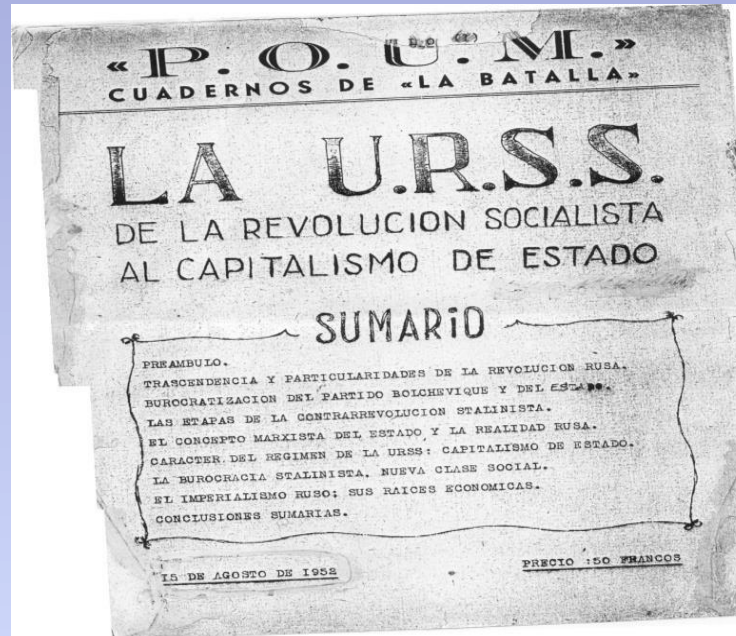 « P. O. U. M. »
CUADERNOS DE «LA BATALLA»
LA U.R.S.S.
DE LA REVOLUCION SOCIALISTA
AL CAPITALISMO DE ESTADO
SUMARiO
PREAMBULO.
TRASCENDENCIA Y PARTICULARIDADES DE LA REVOLUCION RUSA.
BUROCRATIZACION DEL PARTIDO BOLCHEVIQUE Y DEL ESTADO.
LAS ETAPAS DE LA CONTRARREVOLUCION STALINISTA.
EL CONCEPTO MARXISTA DEL ESTADO Y LA REALIDAD RUSA.
CARACTER DEL REGIMEN DE LA URSS: CAPITALISMO DE ESTADO.
LA BUROCRACIA STALINISTA, NUEVA CLASE SOCIAL.
EL IMPERIALISMO RUSO; SUS RAICES ECONOMICAS.
CONCLUSIONES SUMARIAS.
I5 DE AGOSTO DE I952
PRECIO :50 FRANCOS